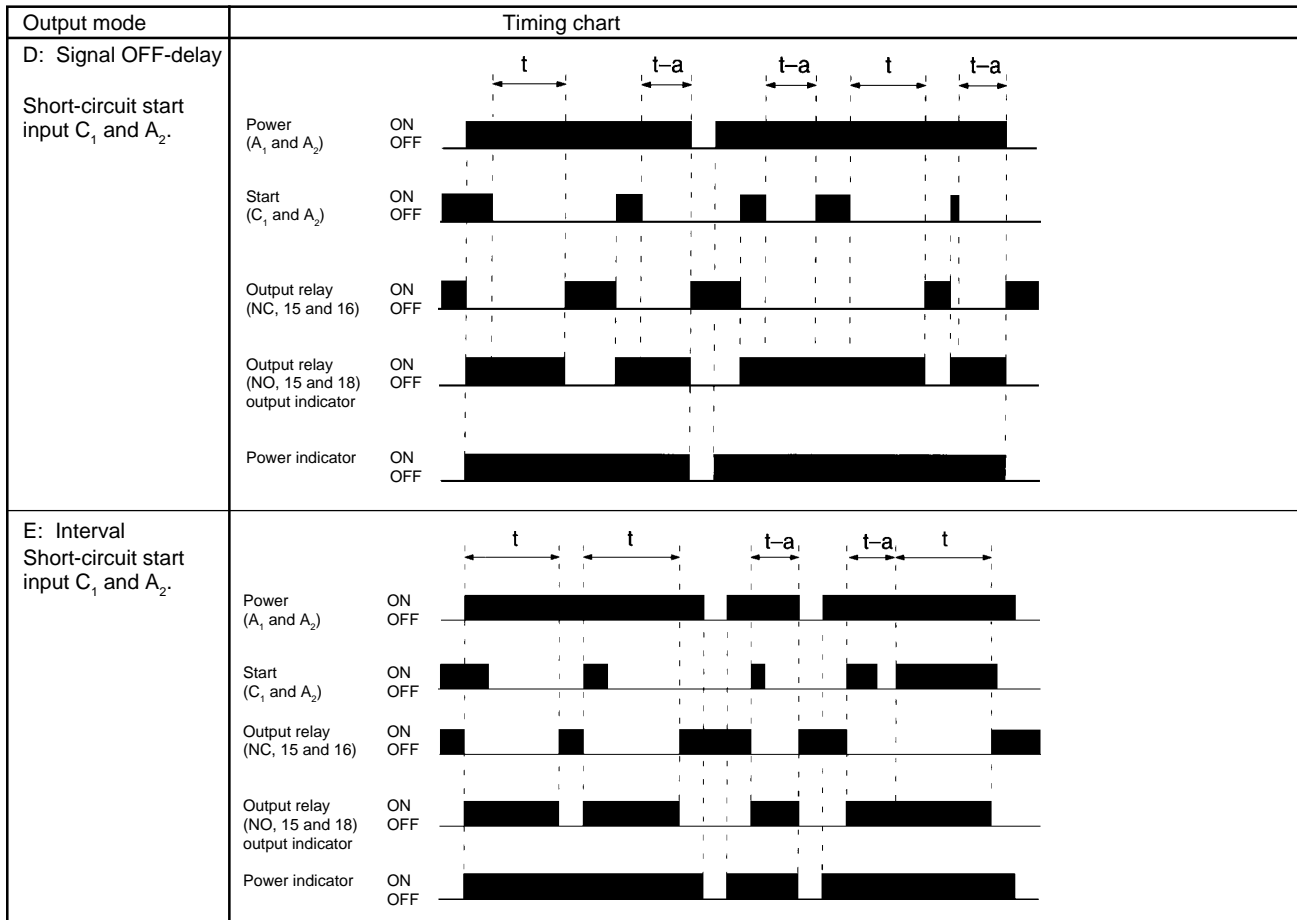 Output mode
Timing chart
D: Signal OFF-delay
Short-circuit start
input C₁ and A₂.
t
t–a
t–a
t
t–a
Power
(A₁ and A₂)
ON
OFF
Start
(C₁ and A₂)
ON
OFF
Output relay
(NC, 15 and 16)
ON
OFF
Output relay
(NO, 15 and 18)
output indicator
ON
OFF
Power indicator
ON
OFF
E: Interval
Short-circuit start
input C₁ and A₂.
t
t
t–a
t–a
t
Power
(A₁ and A₂)
ON
OFF
Start
(C₁ and A₂)
ON
OFF
Output relay
(NC, 15 and 16)
ON
OFF
Output relay
(NO, 15 and 18)
output indicator
ON
OFF
Power indicator
ON
OFF